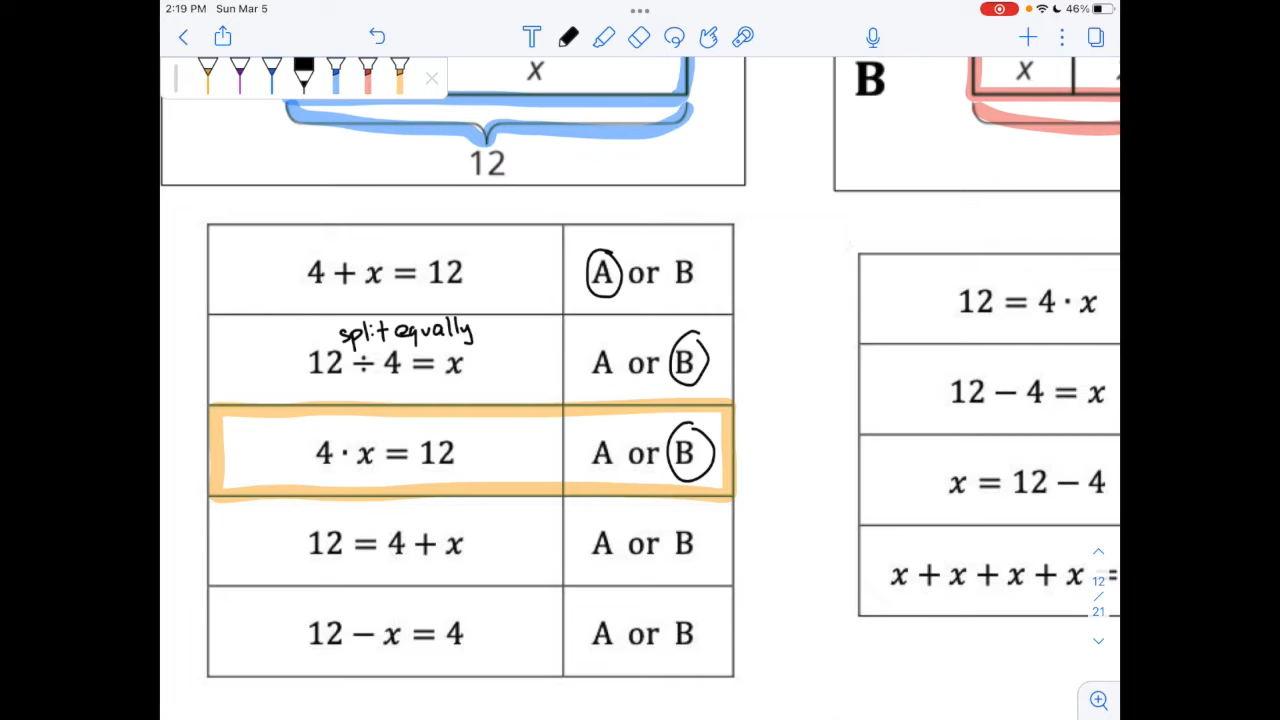 2:19 PM Sun Mar 5
46%
T
x
12
B
x
4 + x = 12
A or B
split equally
12 ÷ 4 = x
A or B
4 · x = 12
A or B
12 = 4 + x
A or B
12 − x = 4
A or B
12 = 4 · x
12 − 4 = x
x = 12 − 4
x + x + x + x =
12
/
21